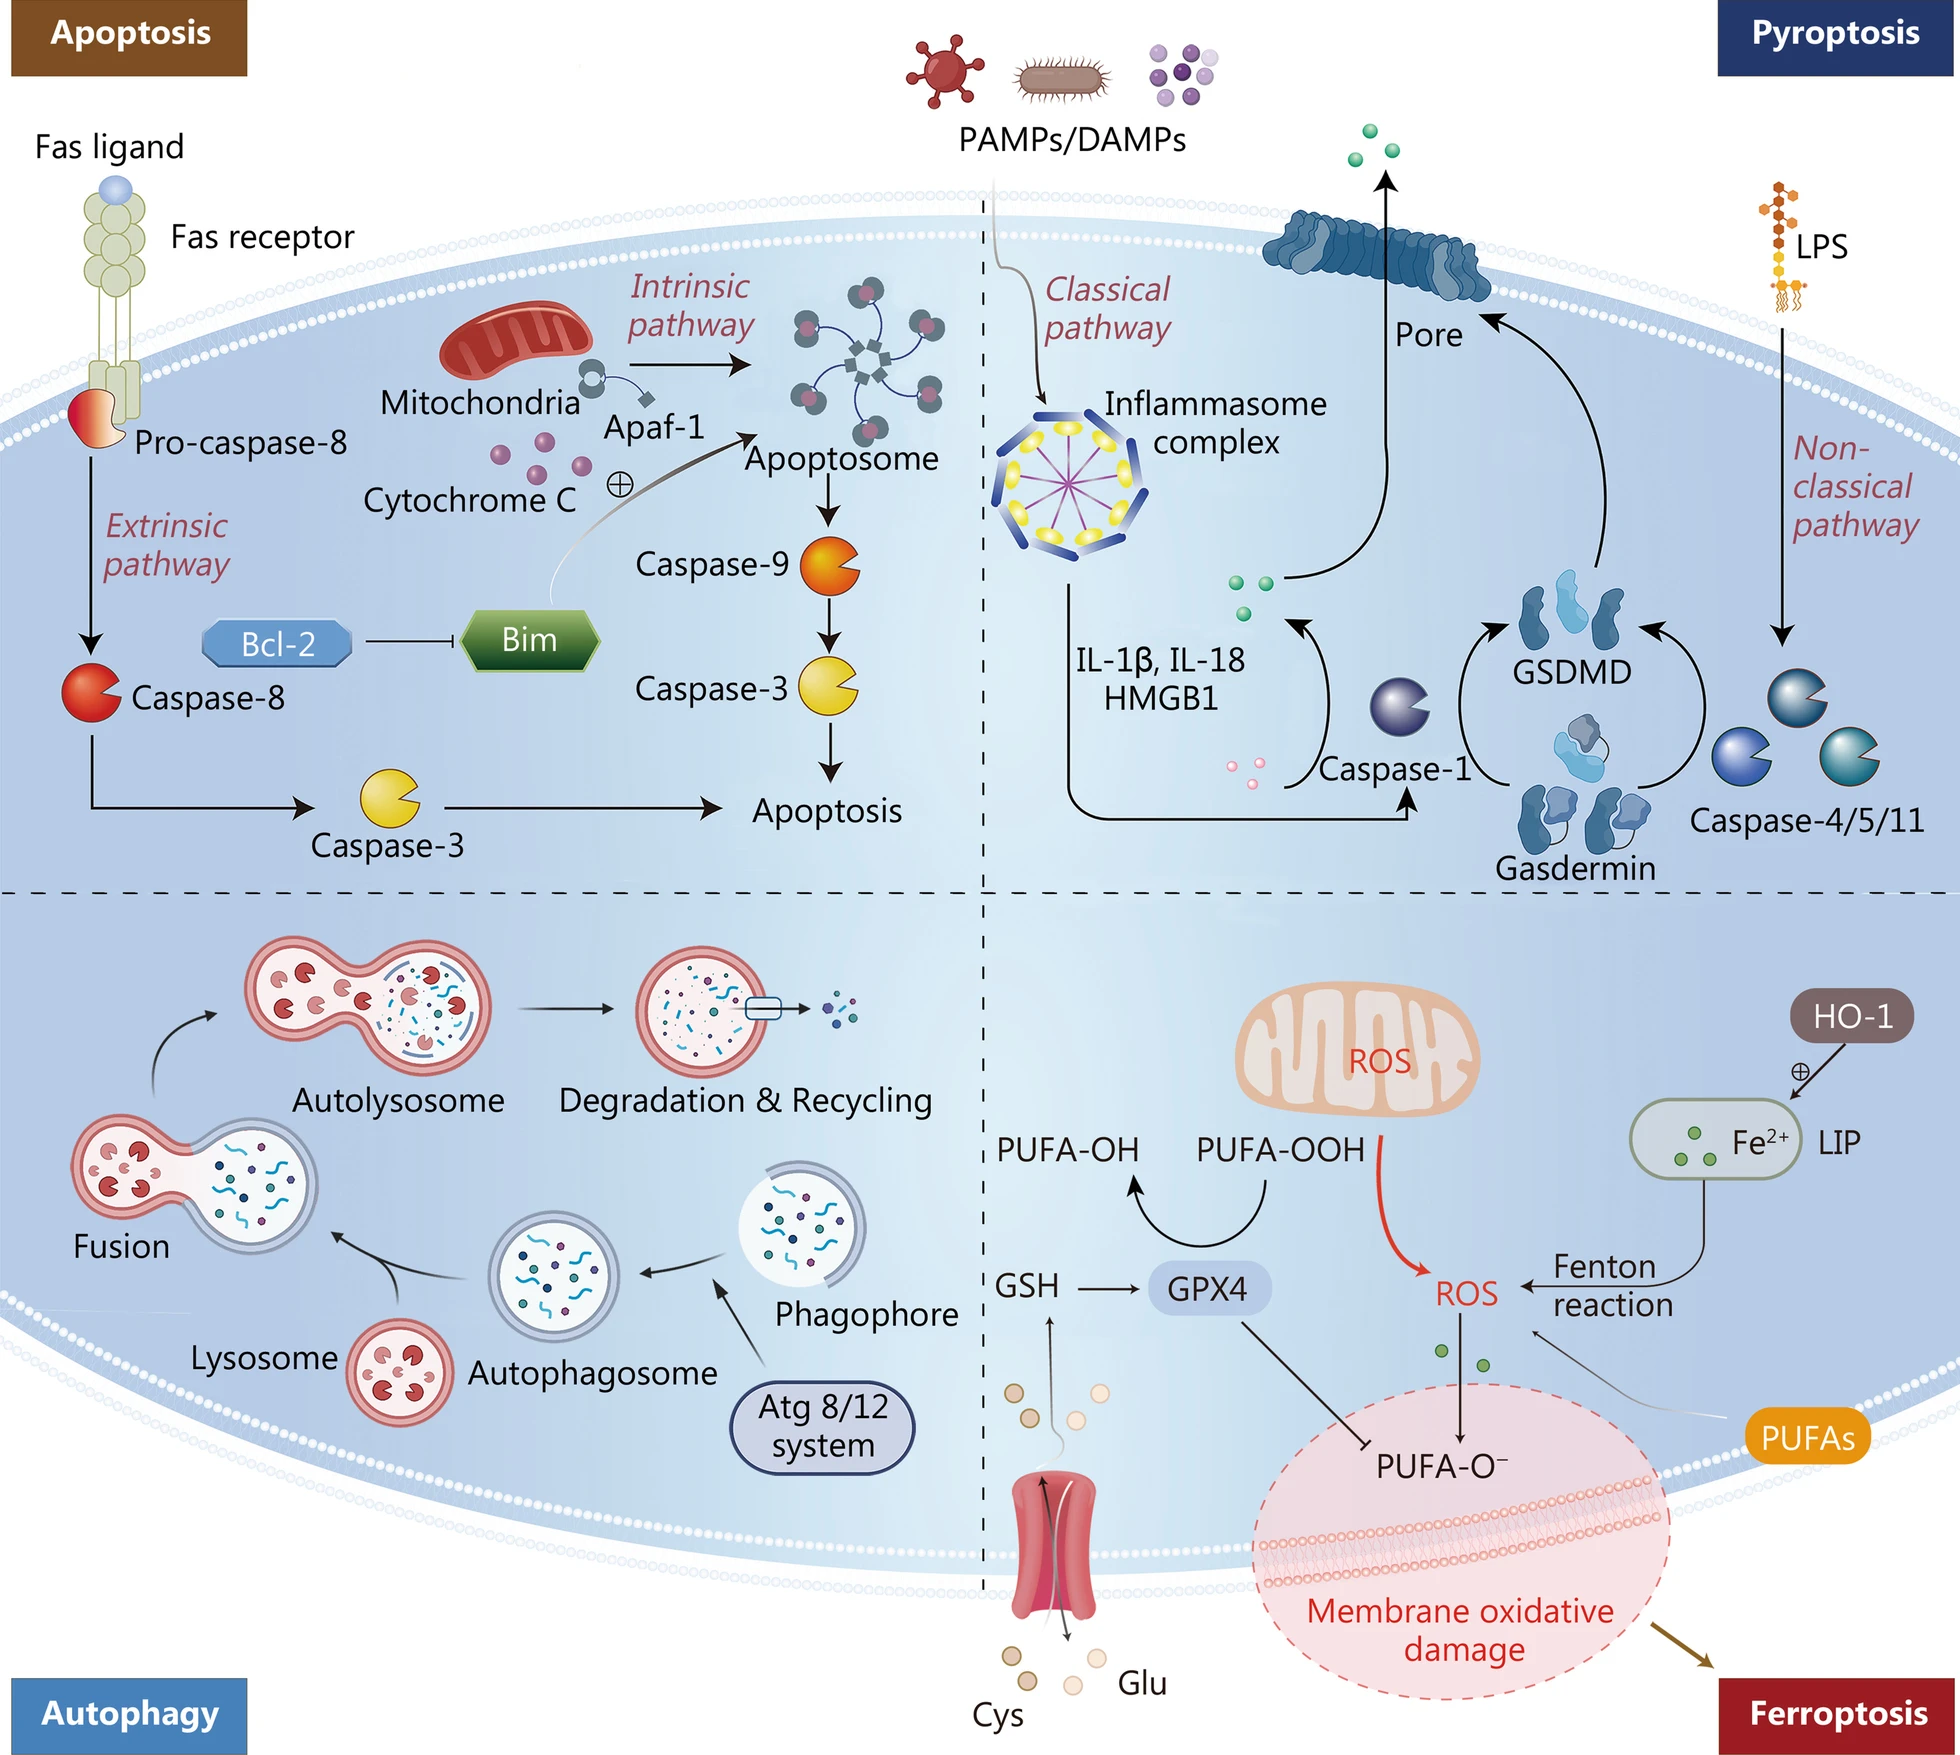 Apoptosis
Pyroptosis
PAMPs/DAMPs
Fas ligand
Fas receptor
Pro-caspase-8
Extrinsic
pathway
Caspase-8
Caspase-3
Bcl-2
Bim
Mitochondria
Cytochrome C
Apaf-1
Intrinsic
pathway
Apoptosome
Caspase-9
Caspase-3
Apoptosis
Classical
pathway
Inflammasome
complex
Pore
LPS
Non-
classical
pathway
IL-1β, IL-18
HMGB1
Caspase-1
GSDMD
Gasdermin
Caspase-4/5/11
Autolysosome
Degradation & Recycling
Fusion
Lysosome
Autophagosome
Phagophore
Atg 8/12
system
ROS
HO-1
Fe²⁺
LIP
PUFA-OH
PUFA-OOH
GSH
GPX4
ROS
Fenton
reaction
PUFAs
PUFA-O⁻
Membrane oxidative
damage
Glu
Cys
Autophagy
Ferroptosis